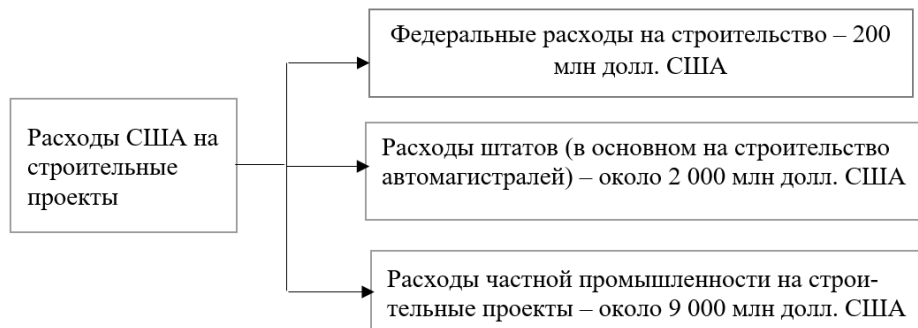 Федеральные расходы на строительство – 200
млн долл. США
Расходы США на
строительные
проекты
Расходы штатов (в основном на строительство
автомагистралей) – около 2 000 млн долл. США
Расходы частной промышленности на строи-
тельные проекты – около 9 000 млн долл. США